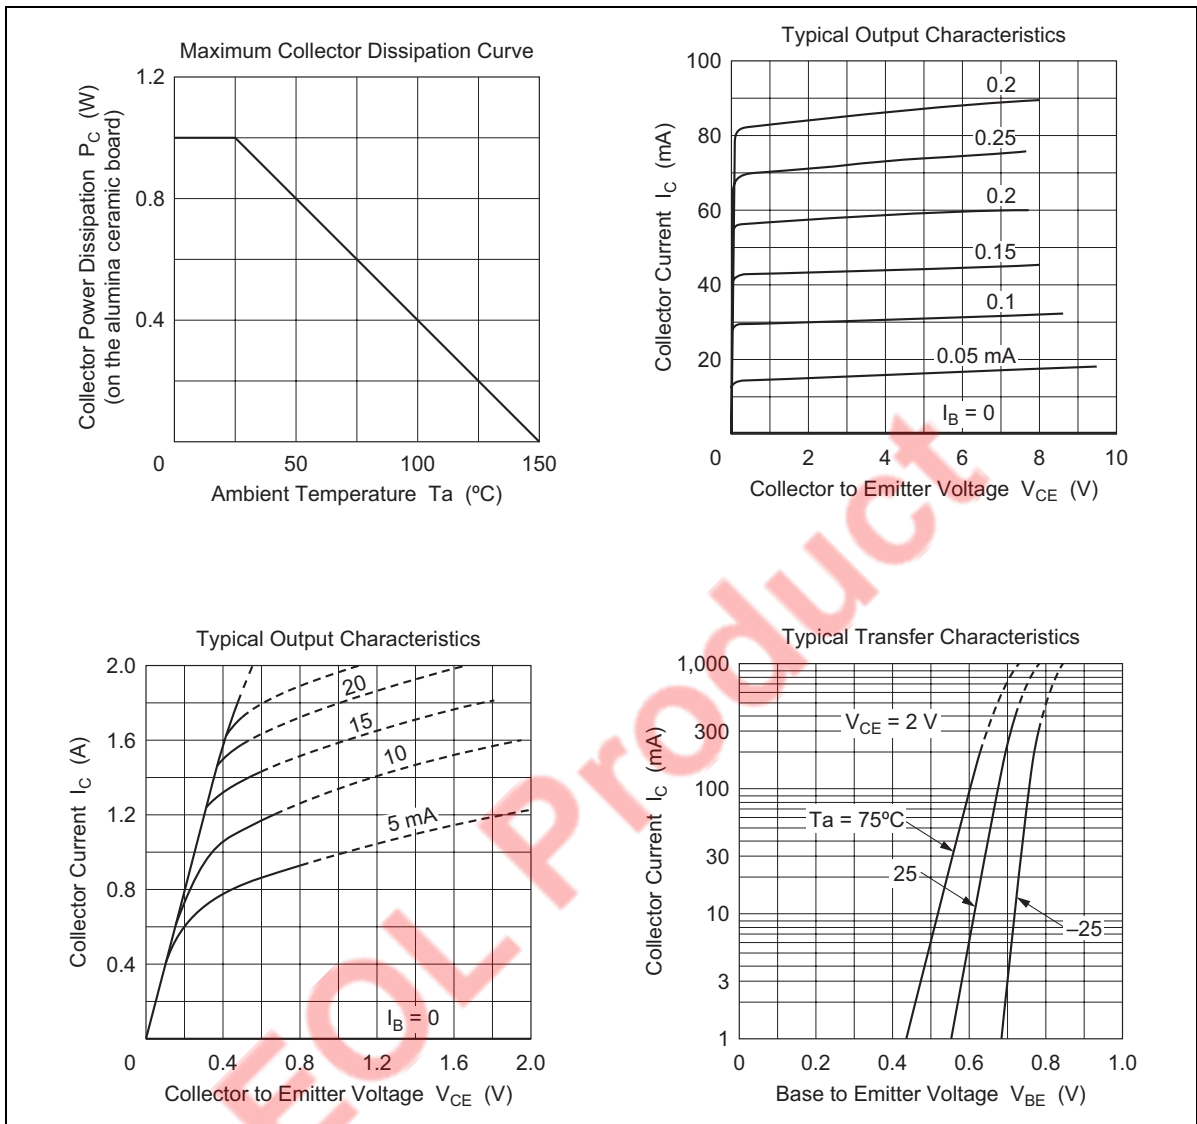 Maximum Collector Dissipation Curve
Collector Power Dissipation PC (W)
(on the alumina ceramic board)
1.2
0.8
0.4
0
50
100
150
Ambient Temperature Ta (ºC)
Typical Output Characteristics
Collector Current IC (mA)
100
80
60
40
20
0.2
0.25
0.2
0.15
0.1
0.05 mA
IB = 0
0
2
4
6
8
10
Collector to Emitter Voltage VCE (V)
Typical Output Characteristics
Collector Current IC (A)
2.0
1.6
1.2
0.8
0.4
20
15
10
5 mA
IB = 0
0
0.4
0.8
1.2
1.6
2.0
Collector to Emitter Voltage VCE (V)
Typical Transfer Characteristics
Collector Current IC (mA)
1,000
300
100
30
10
3
1
VCE = 2 V
Ta = 75ºC
25
–25
0
0.2
0.4
0.6
0.8
1.0
Base to Emitter Voltage VBE (V)
EOL Product